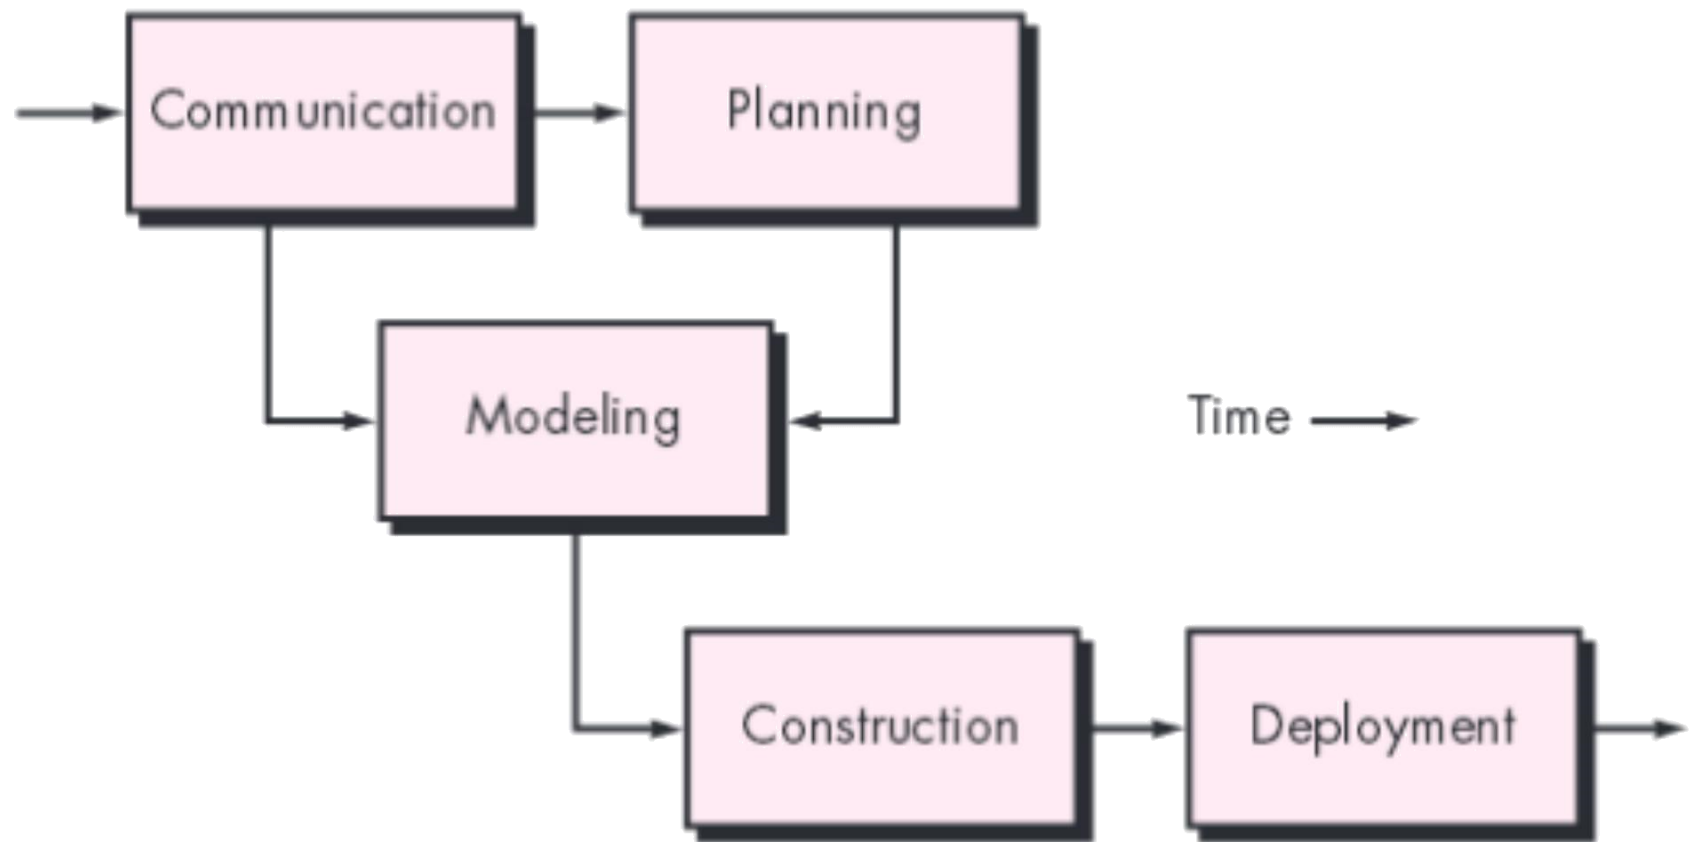 Communication
Planning
Modeling
Time
Construction
Deployment